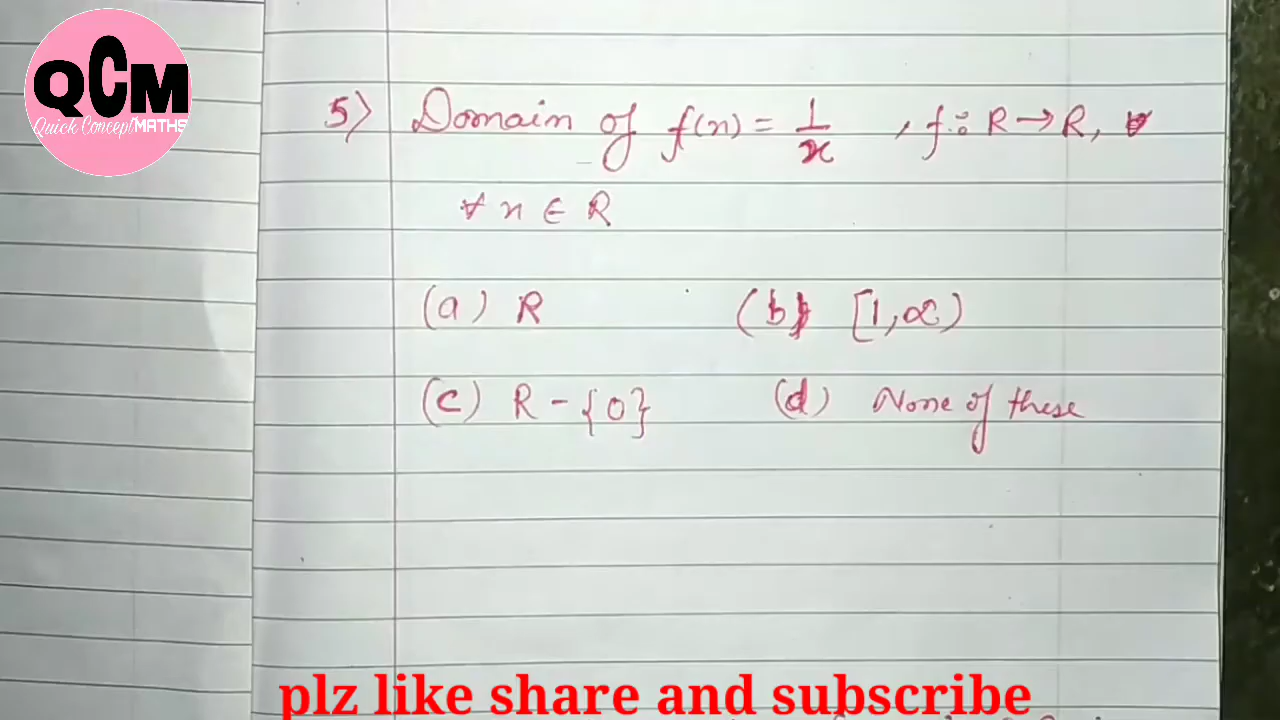 QCM
Quick Concept MATHS
5) Domain of f(x) = 1/x , f: R → R,
∀ x ∈ R
(a) R (b) [1,∞)
(c) R - {0} (d) None of these
plz like share and subscribe